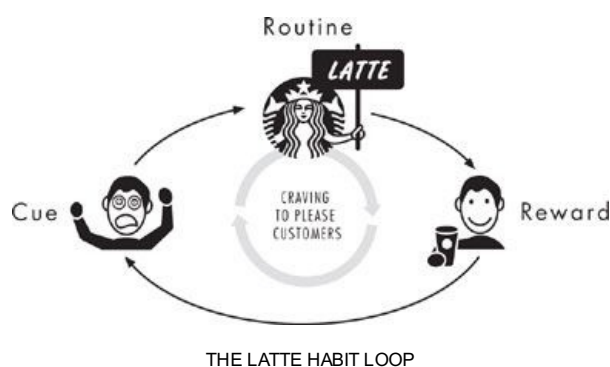 Routine
LATTE
Cue
CRAVING
TO PLEASE
CUSTOMERS
Reward
THE LATTE HABIT LOOP